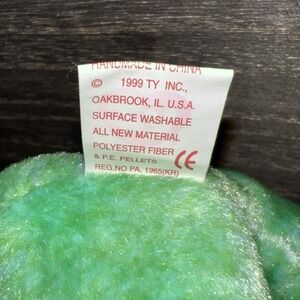 HANDMADE IN CHINA
© 1999 TY INC.,
OAKBROOK, IL. U.S.A.
SURFACE WASHABLE
ALL NEW MATERIAL
POLYESTER FIBER
& P.E. PELLETS CE
REG.NO PA. 1965(KR)